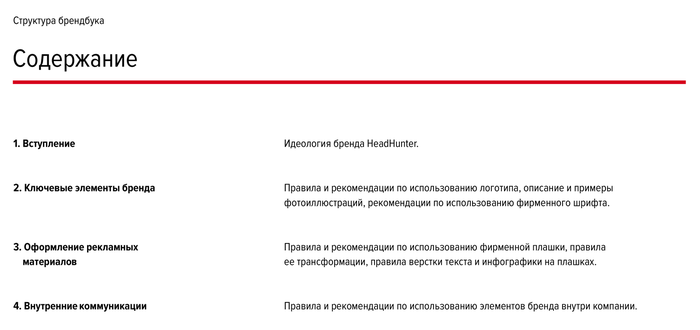 Структура брендбука
Содержание
1. Вступление
Идеология бренда HeadHunter.
2. Ключевые элементы бренда
Правила и рекомендации по использованию логотипа, описание и примеры
фотоиллюстраций, рекомендации по использованию фирменного шрифта.
3. Оформление рекламных
материалов
Правила и рекомендации по использованию фирменной плашки, правила
ее трансформации, правила верстки текста и инфографики на плашках.
4. Внутренние коммуникации
Правила и рекомендации по использованию элементов бренда внутри компании.